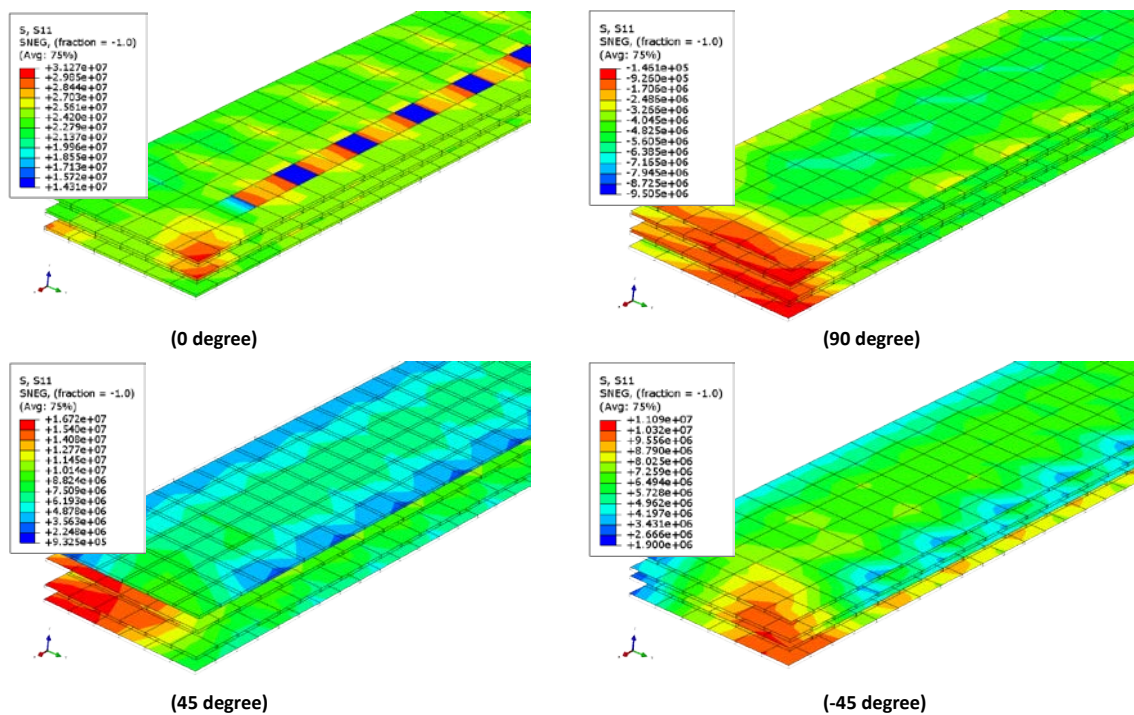 S, S11
SNEG, (fraction = -1.0)
(Avg: 75%)
+3.127e+07
+2.985e+07
+2.844e+07
+2.703e+07
+2.561e+07
+2.420e+07
+2.279e+07
+2.137e+07
+1.996e+07
+1.855e+07
+1.713e+07
+1.572e+07
+1.431e+07
(0 degree)
S, S11
SNEG, (fraction = -1.0)
(Avg: 75%)
-1.461e+05
-9.260e+05
-1.706e+06
-2.486e+06
-3.266e+06
-4.045e+06
-4.825e+06
-5.605e+06
-6.385e+06
-7.165e+06
-7.945e+06
-8.725e+06
-9.505e+06
(90 degree)
S, S11
SNEG, (fraction = -1.0)
(Avg: 75%)
+1.672e+07
+1.540e+07
+1.408e+07
+1.277e+07
+1.145e+07
+1.014e+07
+8.824e+06
+7.509e+06
+6.193e+06
+4.878e+06
+3.563e+06
+2.248e+06
+9.325e+05
(45 degree)
S, S11
SNEG, (fraction = -1.0)
(Avg: 75%)
+1.109e+07
+1.032e+07
+9.556e+06
+8.790e+06
+8.025e+06
+7.259e+06
+6.494e+06
+5.728e+06
+4.962e+06
+4.197e+06
+3.431e+06
+2.666e+06
+1.900e+06
(-45 degree)